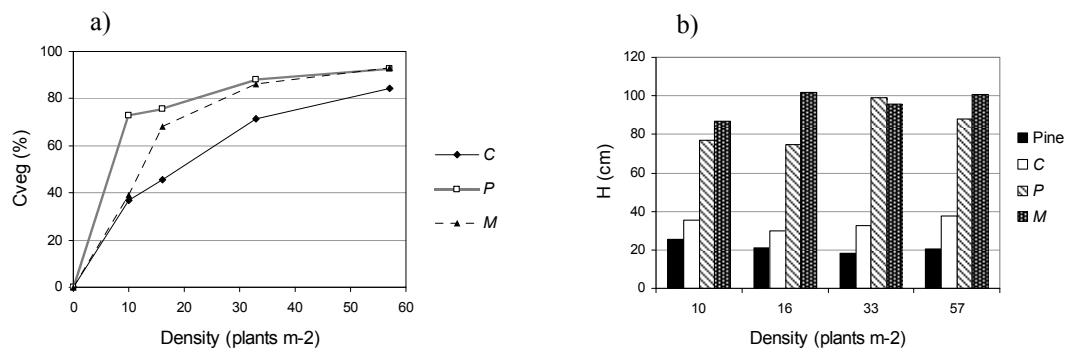 a)
100
80
60
40
20
0
Cveg (%)
0 10 20 30 40 50 60
Density (plants m-2)
C
P
M
b)
120
100
80
60
40
20
0
H (cm)
10 16 33 57
Density (plants m-2)
Pine
C
P
M